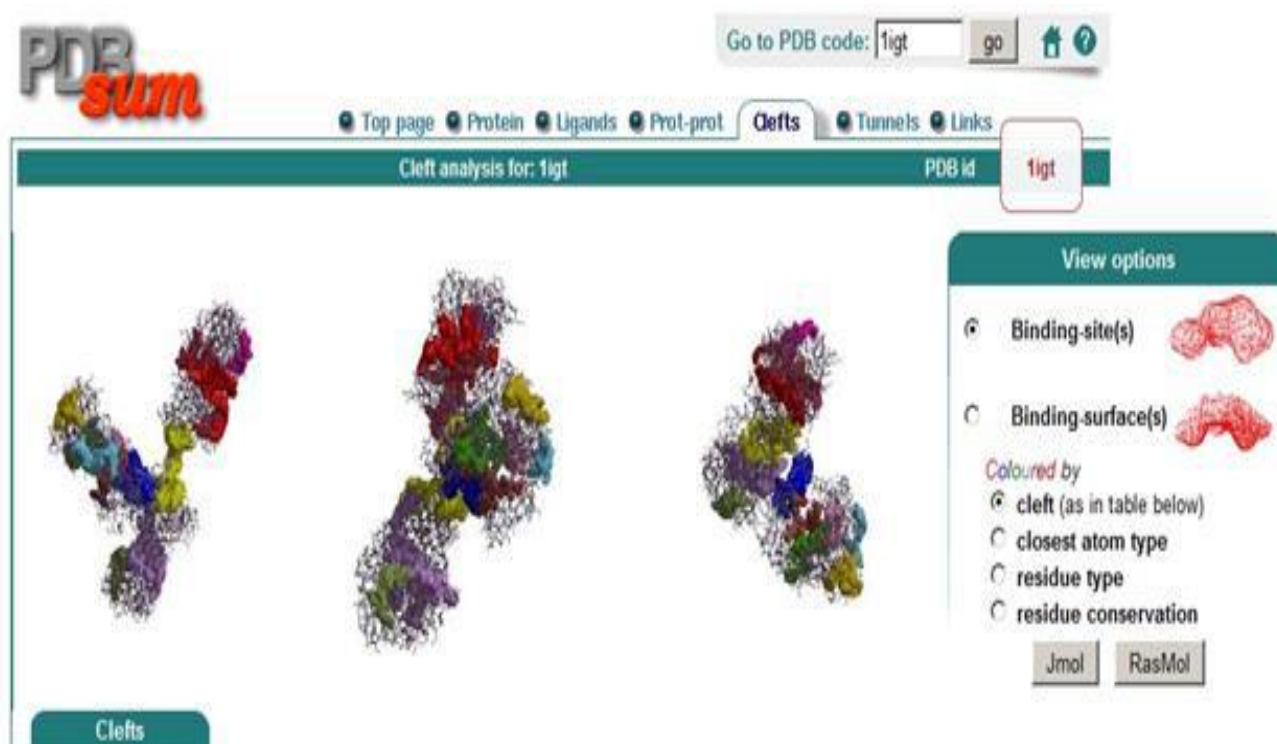 PDBsum
Go to PDB code: 1igt go
Top page Protein Ligands Prot-prot Clefts Tunnels Links
Cleft analysis for: 1igt PDB id 1igt
View options
Binding-site(s)
Binding-surface(s)
Coloured by
cleft (as in table below)
closest atom type
residue type
residue conservation
Jmol RasMol
Clefts